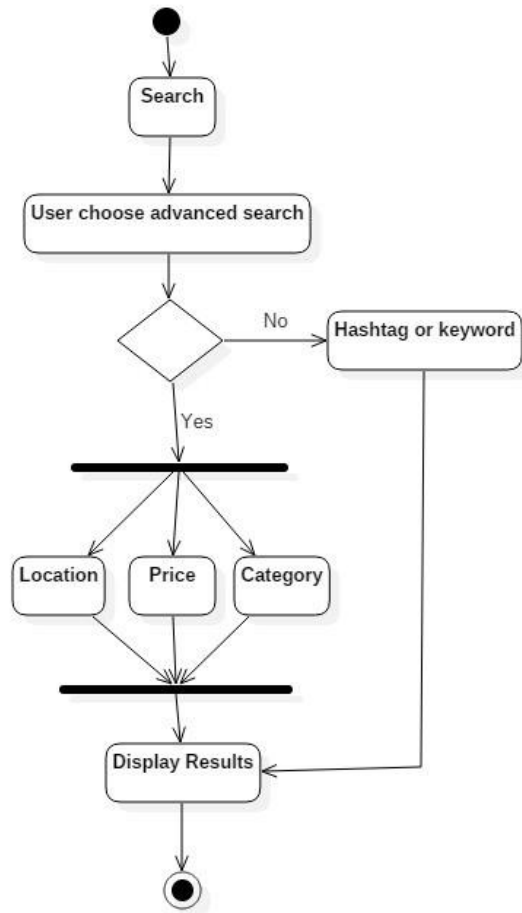 Search
User choose advanced search
No
Hashtag or keyword
Yes
Location
Price
Category
Display Results